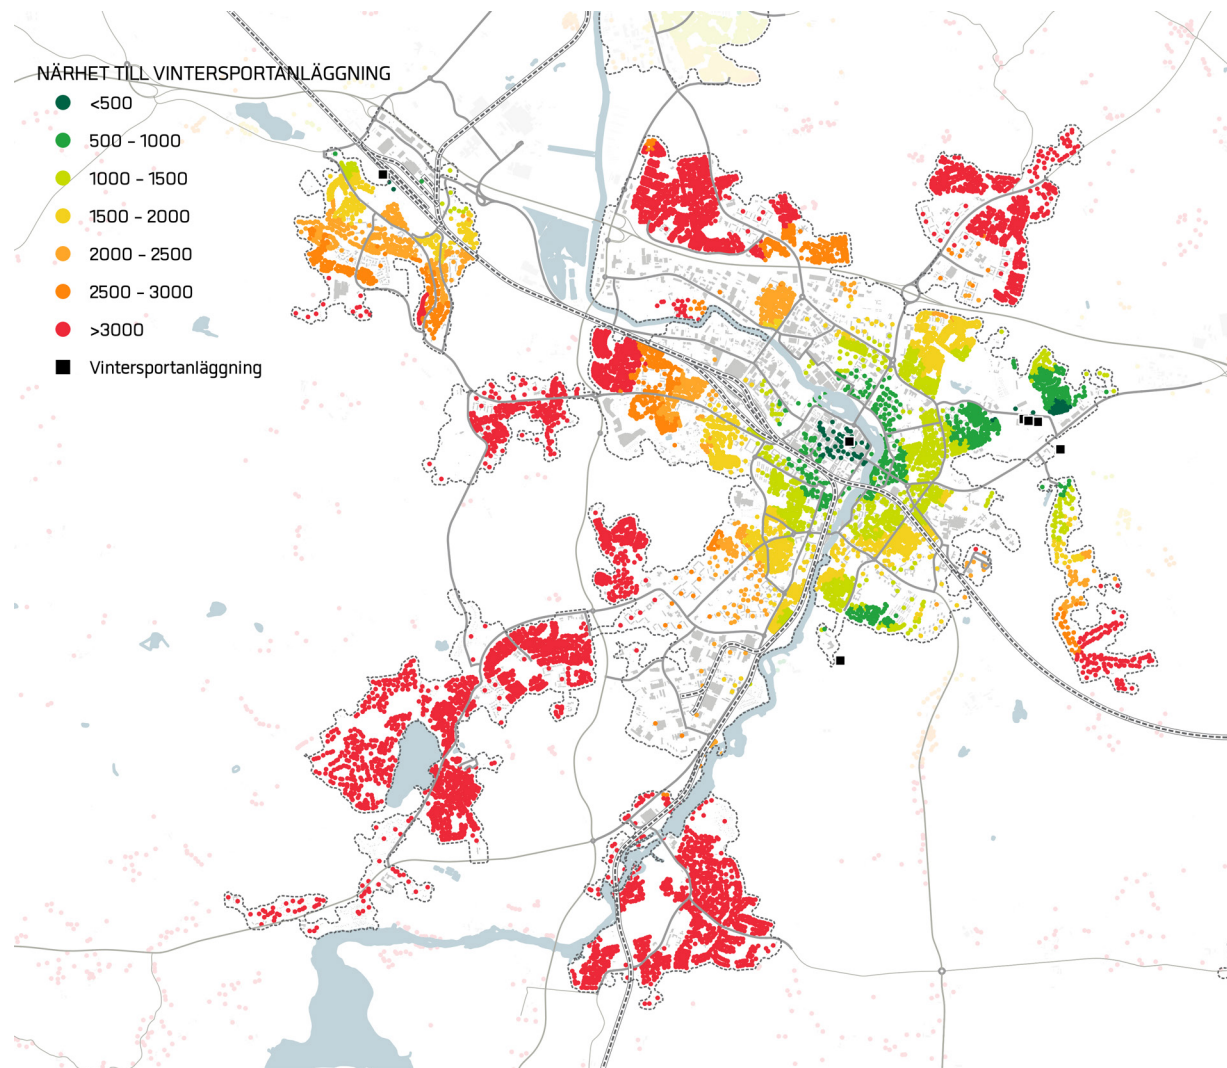 NÄRHET TILL VINTERSPORTANLÄGGNING
<500
500 - 1000
1000 - 1500
1500 - 2000
2000 - 2500
2500 - 3000
>3000
Vintersportanläggning